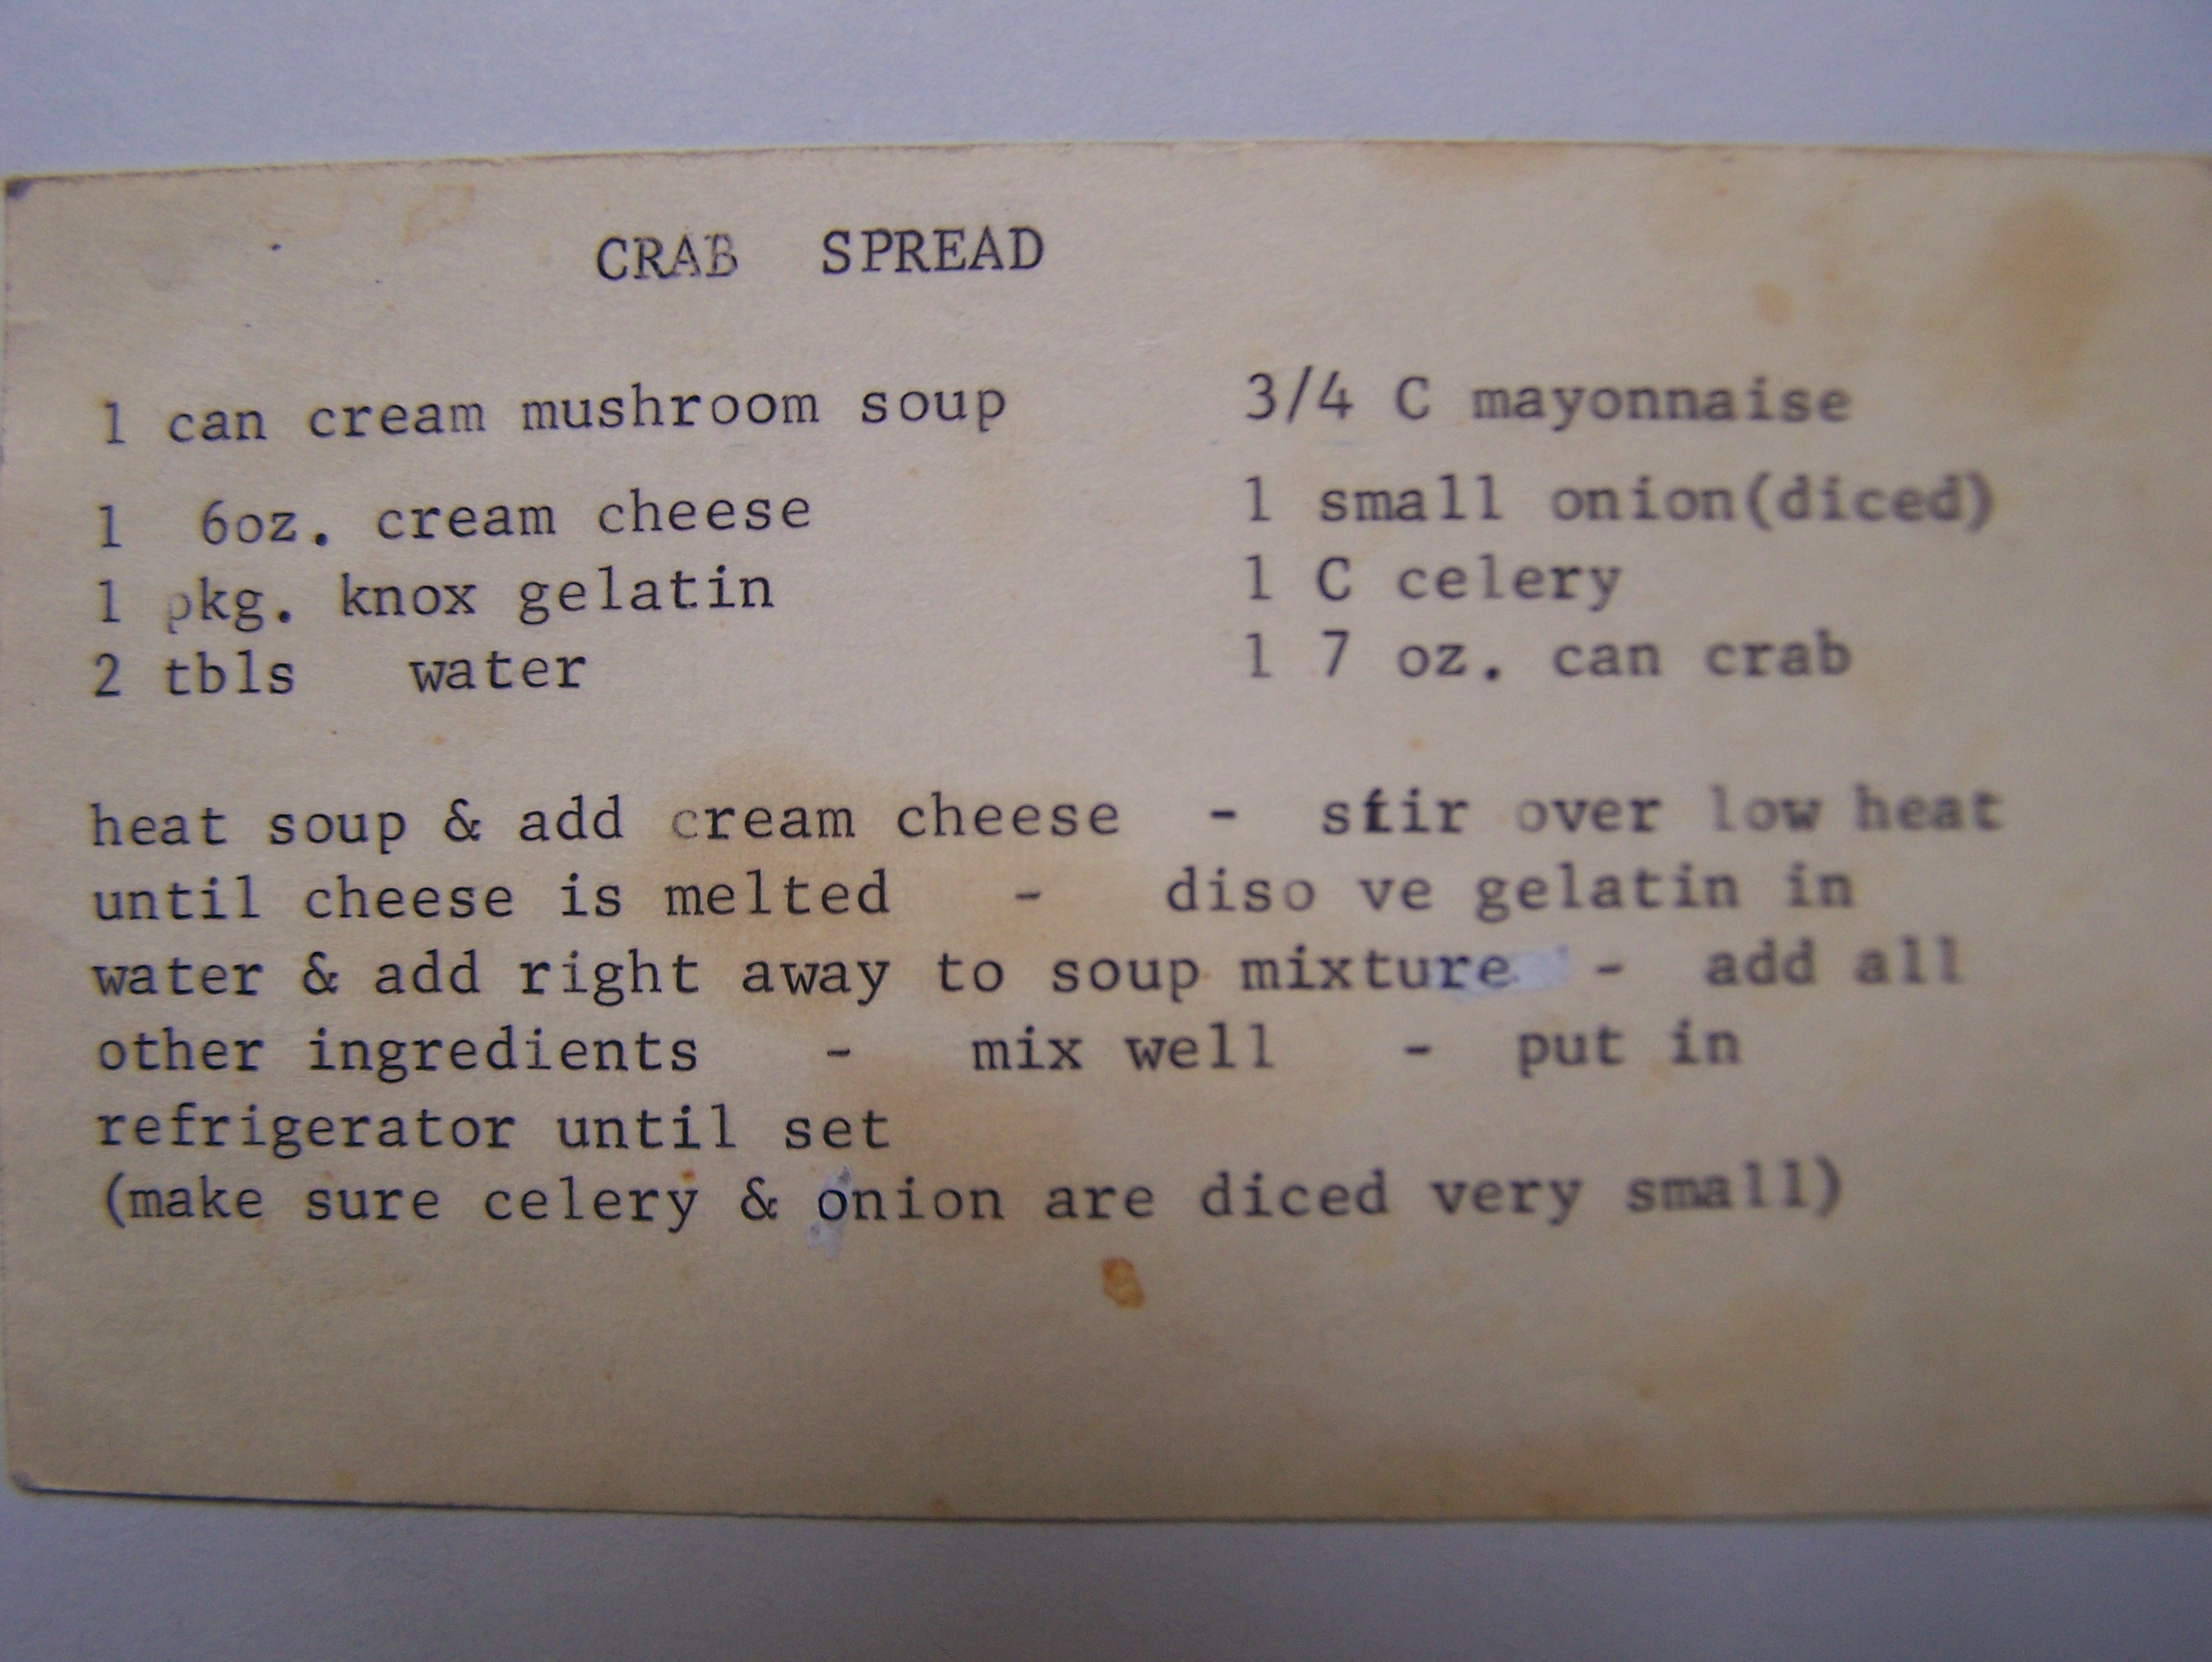 CRAB SPREAD
1 can cream mushroom soup 3/4 C mayonnaise
1 6oz. cream cheese 1 small onion(diced)
1 pkg. knox gelatin 1 C celery
2 tbls water 1 7 oz. can crab
heat soup & add cream cheese - stir over low heat
until cheese is melted - diso ve gelatin in
water & add right away to soup mixture - add all
other ingredients - mix well - put in
refrigerator until set
(make sure celery & onion are diced very small)